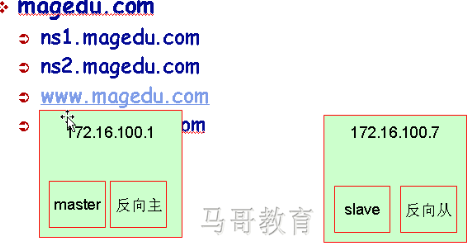 magedu.com
ns1.magedu.com
ns2.magedu.com
www.magedu.com
com
172.16.100.1
master 反向主
172.16.100.7
slave 反向从
马哥教育